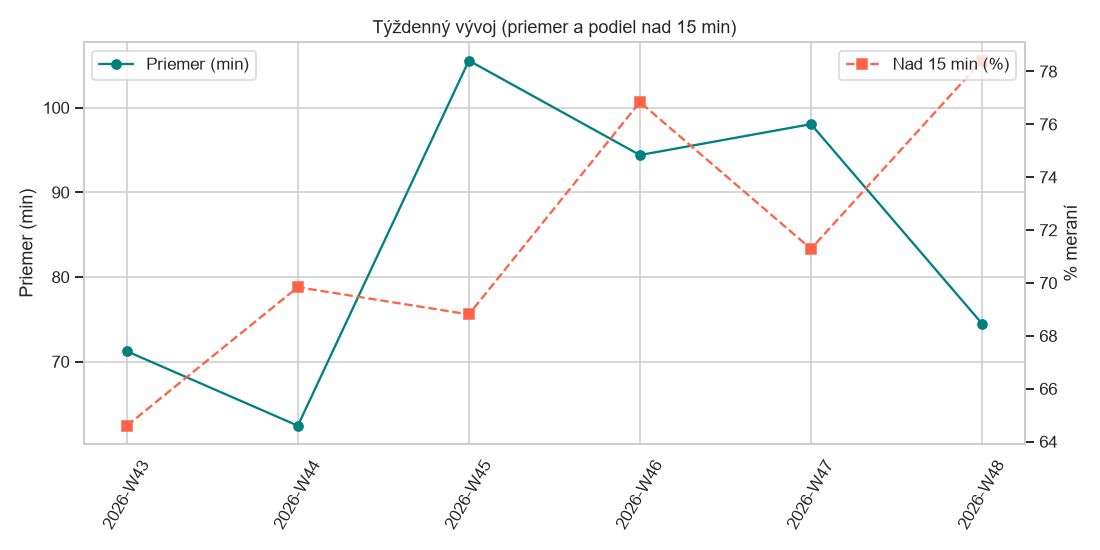 Týždenný vývoj (priemer a podiel nad 15 min)
Priemer (min)
Nad 15 min (%)
Priemer (min)
100
90
80
70
% meraní
78
76
74
72
70
68
66
64
2026-W43
2026-W44
2026-W45
2026-W46
2026-W47
2026-W48